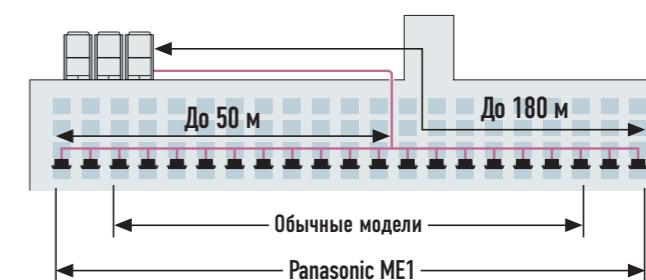 До 50 м
До 180 м
Обычные модели
Panasonic ME1